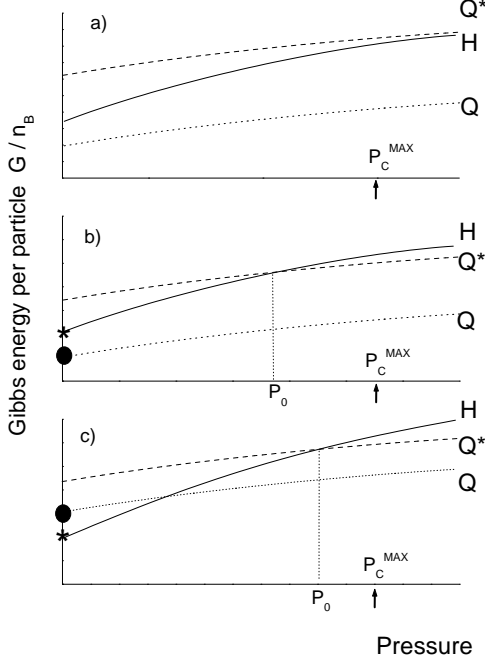 Gibbs energy per particle G / n_B
a)
Q*
H
Q
P_C^MAX
b)
H
Q*
Q
P_C^MAX
P_0
c)
H
Q*
Q
P_C^MAX
P_0
Pressure